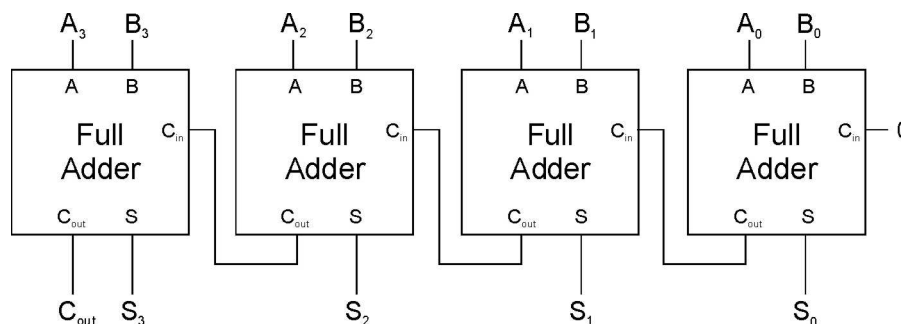 A₃ B₃ A₂ B₂ A₁ B₁ A₀ B₀
A B A B A B A B
Cᵢₙ Cᵢₙ Cᵢₙ Cᵢₙ
Full Full Full Full
Adder Adder Adder Adder
Cₒᵤₜ S Cₒᵤₜ S Cₒᵤₜ S Cₒᵤₜ S
Cₒᵤₜ S₃ S₂ S₁ S₀